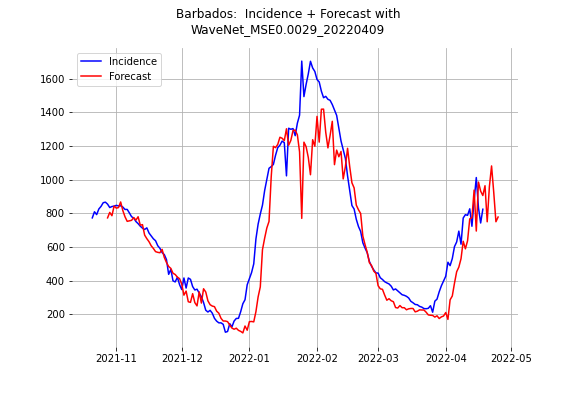 Barbados:  Incidence + Forecast with
WaveNet_MSE0.0029_20220409
Incidence
Forecast
1600
1400
1200
1000
800
600
400
200
2021-11 2021-12 2022-01 2022-02 2022-03 2022-04 2022-05